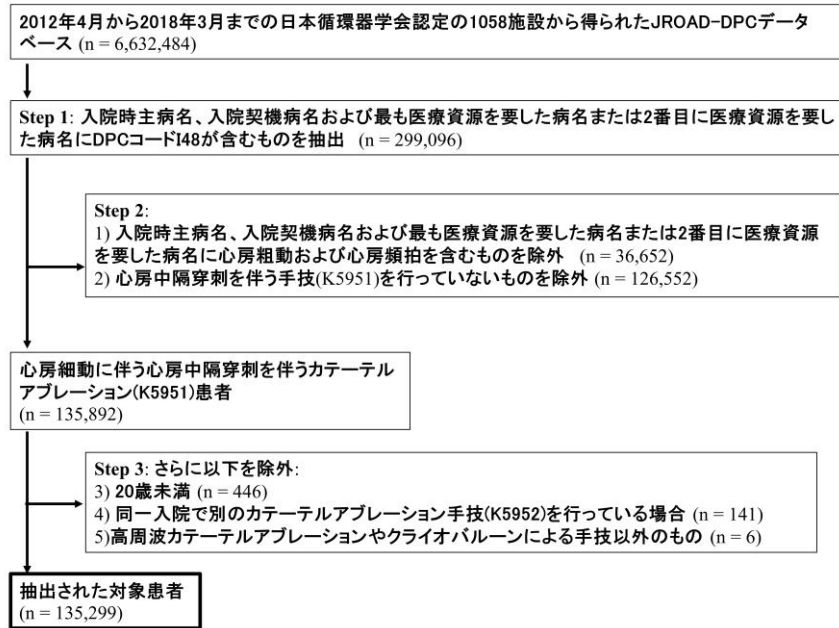 2012年4月から2018年3月までの日本循環器学会認定の1058施設から得られたJROAD-DPCデータ
ベース (n = 6,632,484)
Step 1: 入院時主病名、入院契機病名および最も医療資源を要した病名または2番目に医療資源を要し
た病名にDPCコードI48が含むものを抽出 (n = 299,096)
Step 2:
1) 入院時主病名、入院契機病名および最も医療資源を要した病名または2番目に医療資源
を要した病名に心房粗動および心房頻拍を含むものを除外 (n = 36,652)
2) 心房中隔穿刺を伴う手技(K5951)を行っていないものを除外 (n = 126,552)
心房細動に伴う心房中隔穿刺を伴うカテーテル
アブレーション(K5951)患者
(n = 135,892)
Step 3: さらに以下を除外:
3) 20歳未満 (n = 446)
4) 同一入院で別のカテーテルアブレーション手技(K5952)を行っている場合 (n = 141)
5)高周波カテーテルアブレーションやクライオバルーンによる手技以外のもの (n = 6)
抽出された対象患者
(n = 135,299)